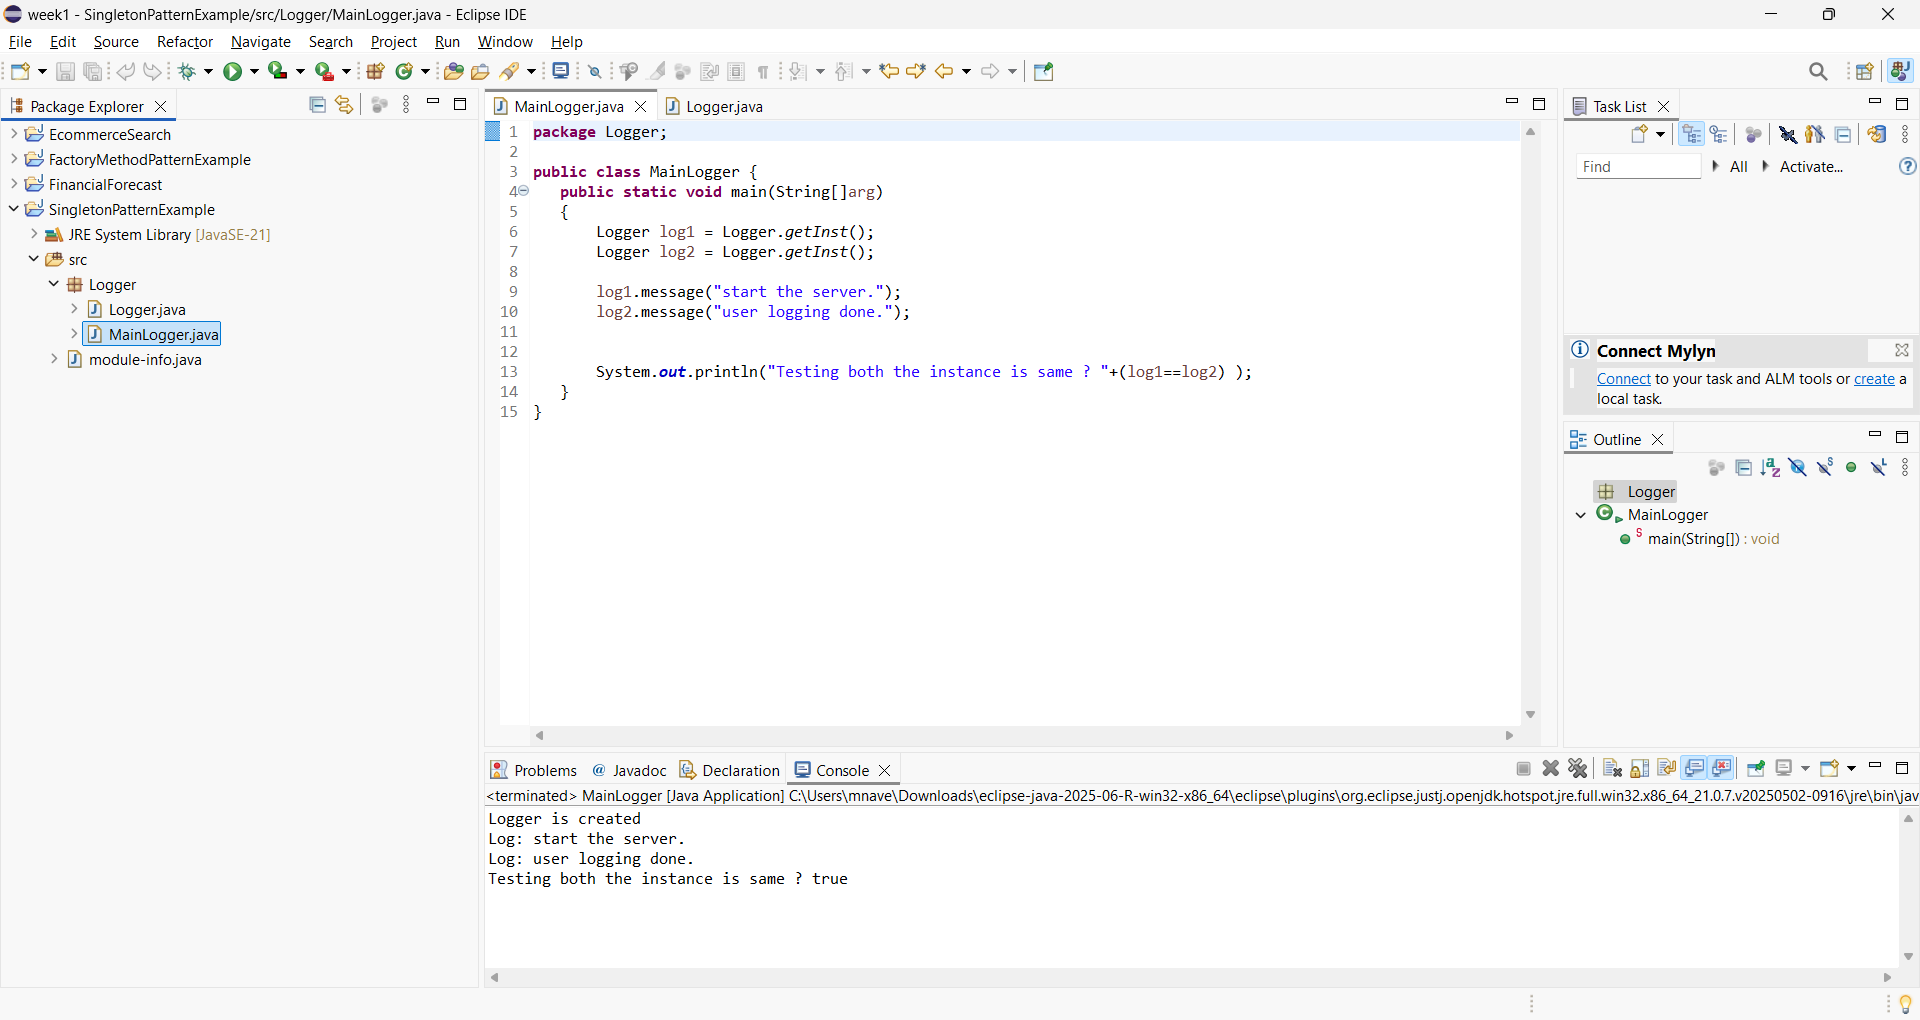 week1 - SingletonPatternExample/src/Logger/MainLogger.java - Eclipse IDE
File Edit Source Refactor Navigate Search Project Run Window Help
Package Explorer
EcommerceSearch
FactoryMethodPatternExample
FinancialForecast
SingletonPatternExample
JRE System Library [JavaSE-21]
src
Logger
Logger.java
MainLogger.java
module-info.java
MainLogger.java Logger.java
1 package Logger;
2
3 public class MainLogger {
4 public static void main(String[]arg)
5 {
6 Logger log1 = Logger.getInst();
7 Logger log2 = Logger.getInst();
8
9 log1.message("start the server.");
10 log2.message("user logging done.");
11
12
13 System.out.println("Testing both the instance is same ? "+(log1==log2) );
14 }
15 }
Task List
Find All Activate...
Connect Mylyn
Connect to your task and ALM tools or create a
local task.
Outline
Logger
MainLogger
main(String[]) : void
Problems Javadoc Declaration Console
<terminated> MainLogger [Java Application] C:\Users\mnave\Downloads\eclipse-java-2025-06-R-win32-x86_64\eclipse\plugins\org.eclipse.justj.openjdk.hotspot.jre.full.win32.x86_64_21.0.7.v20250502-0916\jre\bin\jav
Logger is created
Log: start the server.
Log: user logging done.
Testing both the instance is same ? true